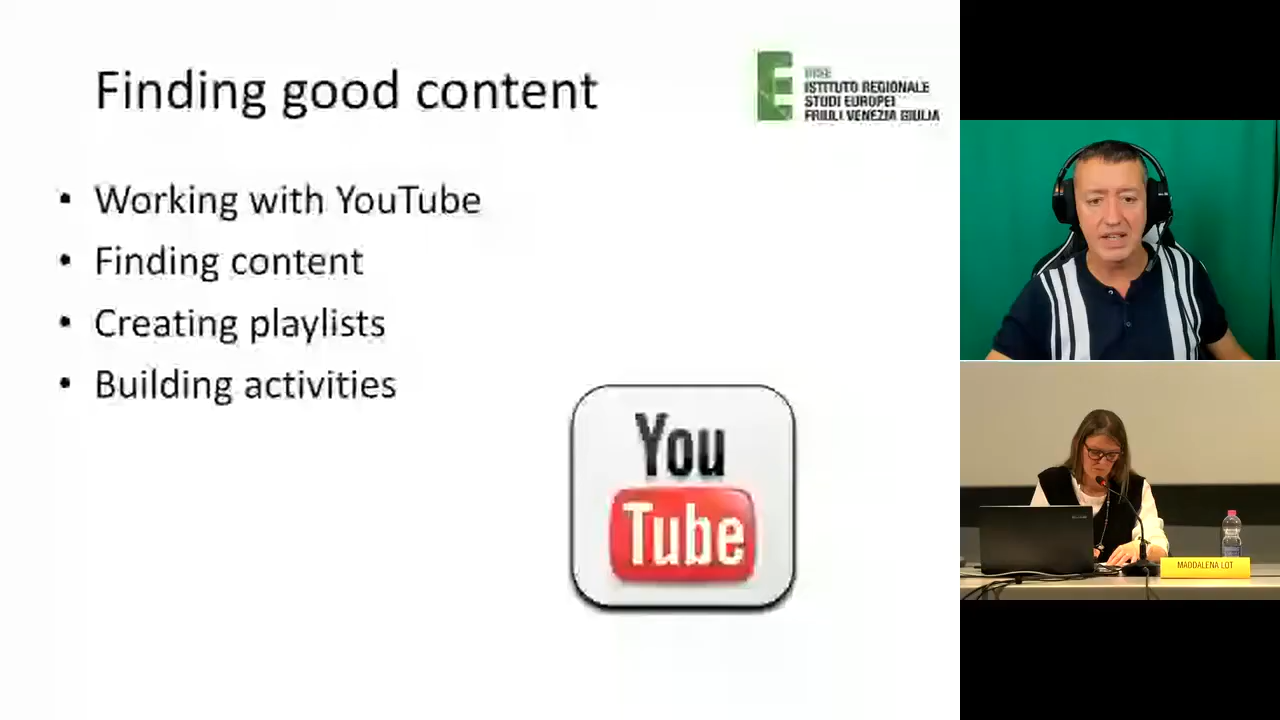 Finding good content
IRSE
ISTITUTO REGIONALE
STUDI EUROPEI
FRIULI VENEZIA GIULIA
• Working with YouTube
• Finding content
• Creating playlists
• Building activities
You
Tube
MADDALENA LOT